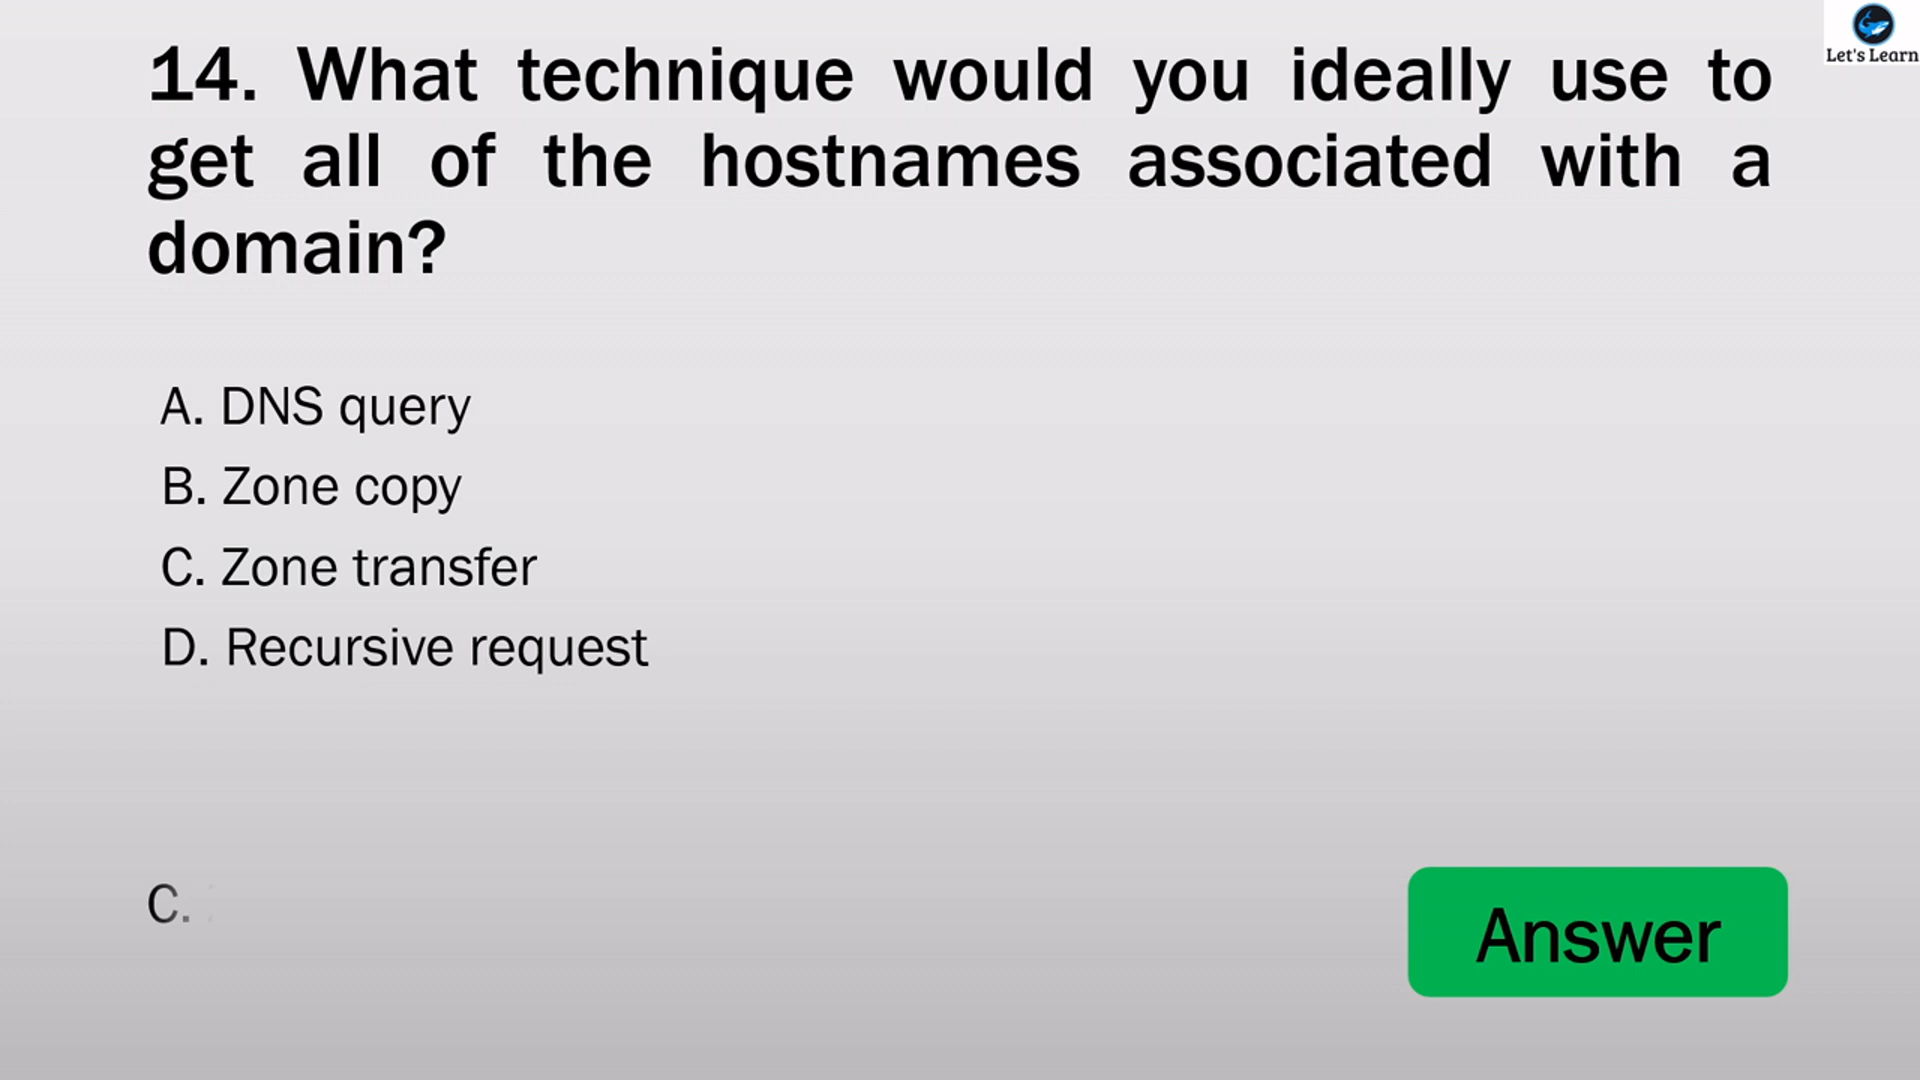 Let's Learn
14. What technique would you ideally use to
get all of the hostnames associated with a
domain?
A. DNS query
B. Zone copy
C. Zone transfer
D. Recursive request
C.
Answer